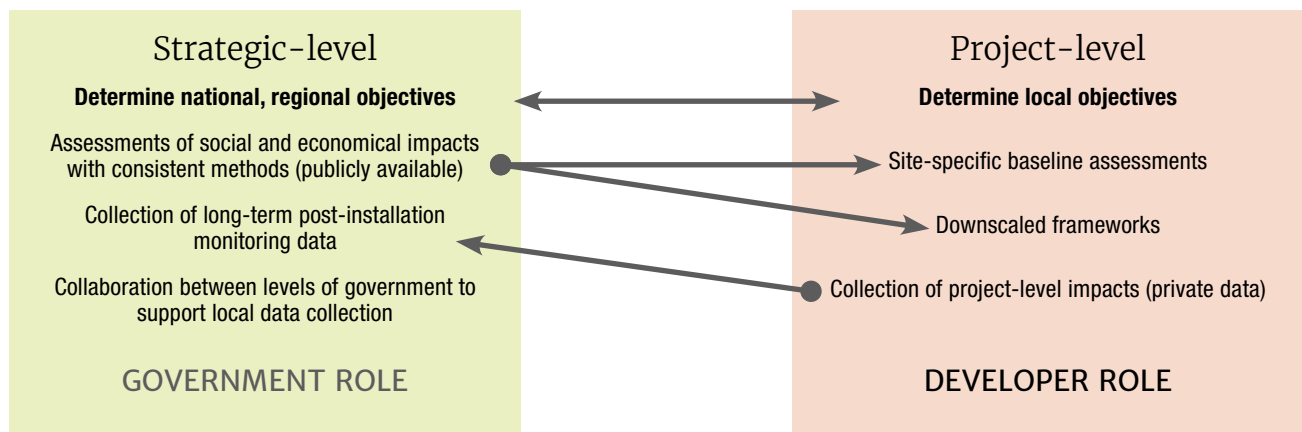 Strategic-level
Determine national, regional objectives
Assessments of social and economical impacts
with consistent methods (publicly available)
Collection of long-term post-installation
monitoring data
Collaboration between levels of government to
support local data collection
GOVERNMENT ROLE
Project-level
Determine local objectives
Site-specific baseline assessments
Downscaled frameworks
Collection of project-level impacts (private data)
DEVELOPER ROLE